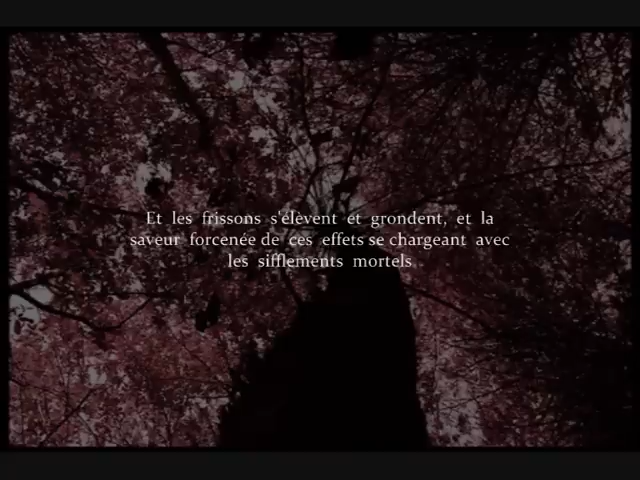 Et les frissons s'élèvent et grondent, et la
saveur forcenée de ces effets se chargeant avec
les sifflements mortels